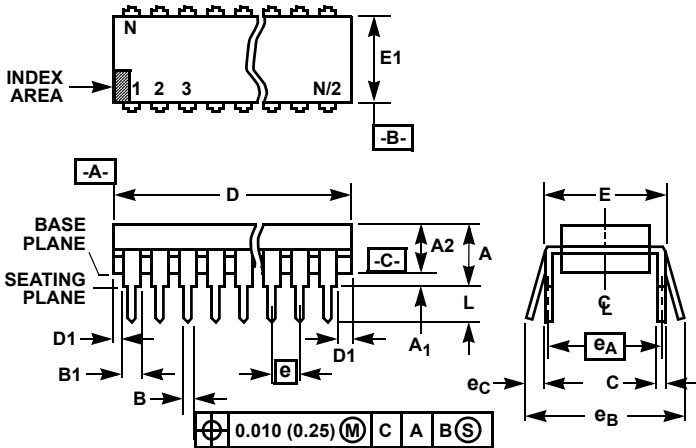 N
E1
INDEX
AREA
1 2 3 N/2
-B-
-A-
D
E
BASE
PLANE
A2
A
-C-
SEATING
PLANE
L
C
L
D1
A1
D1
eA
B1
e
eC
C
B
eB
0.010 (0.25) M C A B S